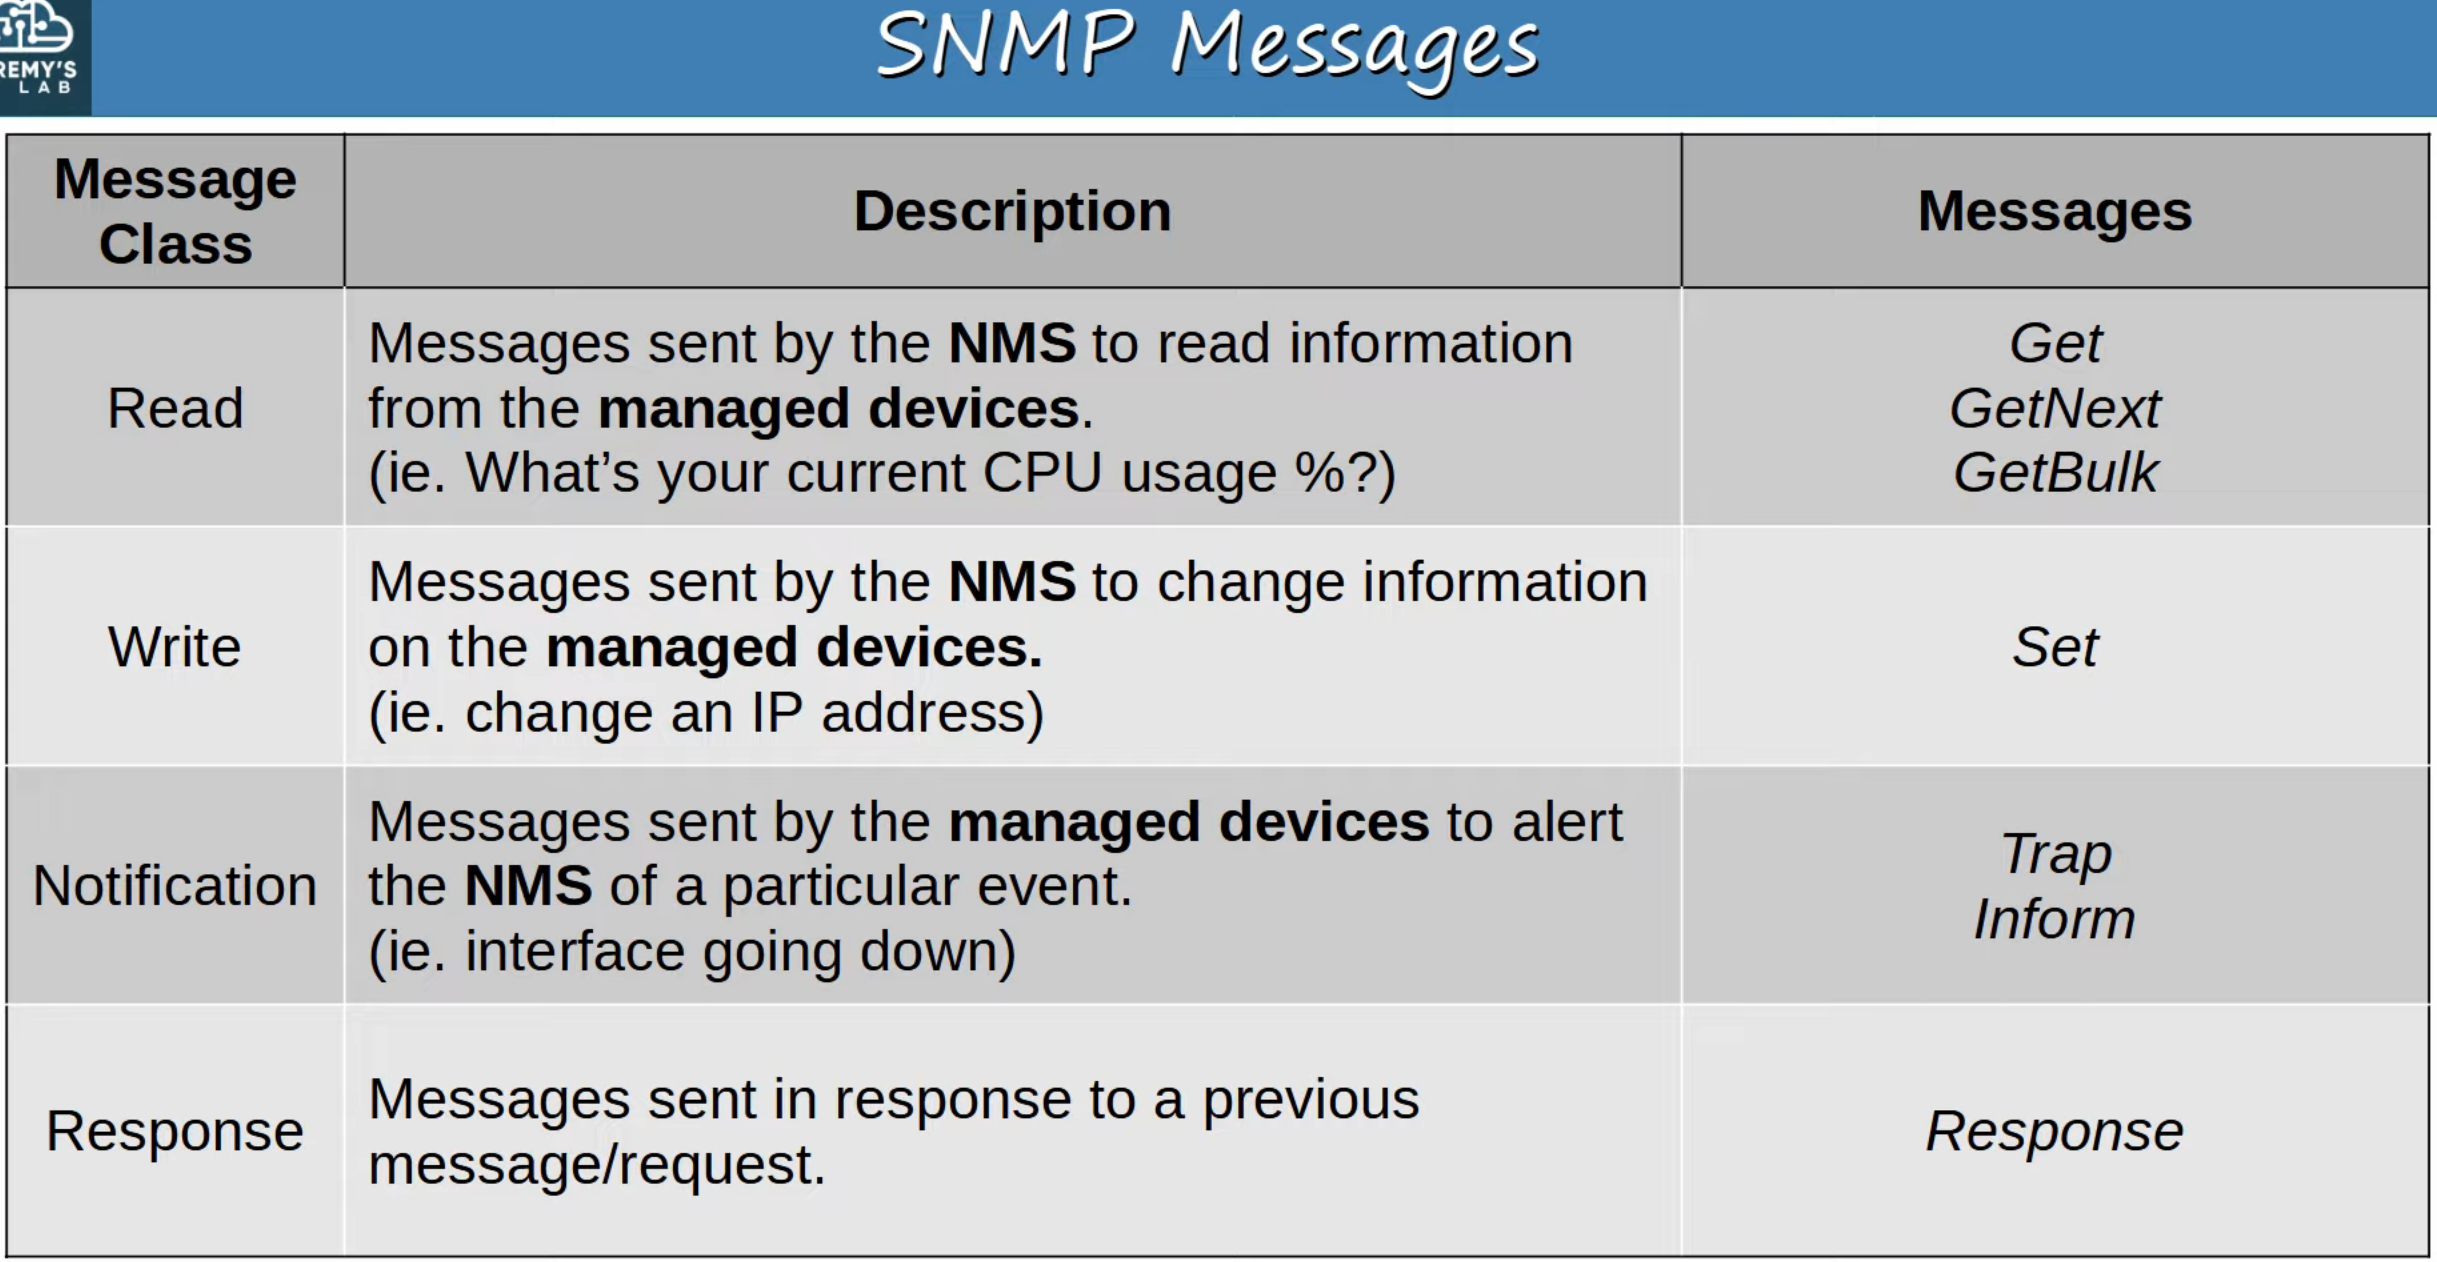 SNMP Messages
REMY'S
LAB
Message
Class
Description
Messages
Read
Messages sent by the NMS to read information
from the managed devices.
(ie. What’s your current CPU usage %?)
Get
GetNext
GetBulk
Write
Messages sent by the NMS to change information
on the managed devices.
(ie. change an IP address)
Set
Notification
Messages sent by the managed devices to alert
the NMS of a particular event.
(ie. interface going down)
Trap
Inform
Response
Messages sent in response to a previous
message/request.
Response